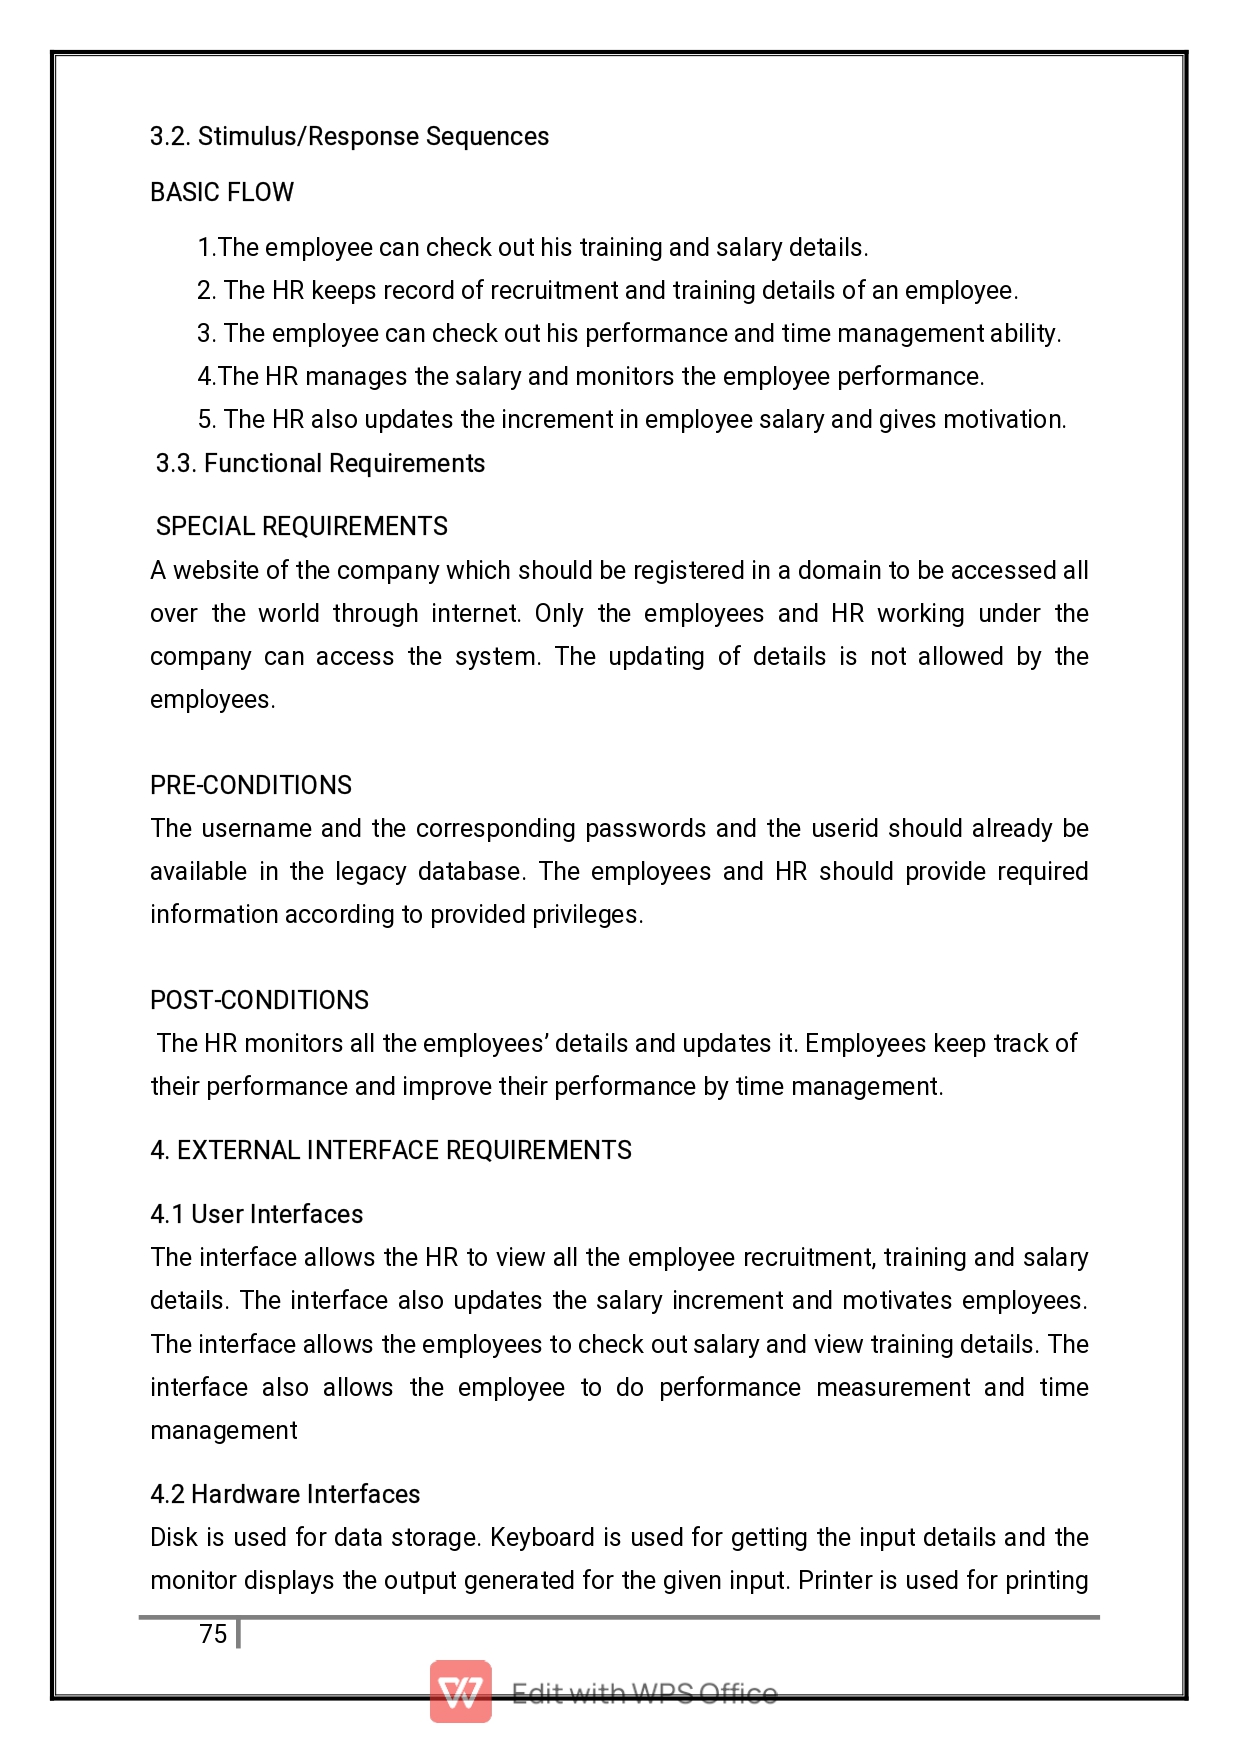 3.2. Stimulus/Response Sequences
BASIC FLOW
1.The employee can check out his training and salary details.
2. The HR keeps record of recruitment and training details of an employee.
3. The employee can check out his performance and time management ability.
4.The HR manages the salary and monitors the employee performance.
5. The HR also updates the increment in employee salary and gives motivation.
3.3. Functional Requirements
SPECIAL REQUIREMENTS
A website of the company which should be registered in a domain to be accessed all
over the world through internet. Only the employees and HR working under the
company can access the system. The updating of details is not allowed by the
employees.
PRE-CONDITIONS
The username and the corresponding passwords and the userid should already be
available in the legacy database. The employees and HR should provide required
information according to provided privileges.
POST-CONDITIONS
The HR monitors all the employees’ details and updates it. Employees keep track of
their performance and improve their performance by time management.
4. EXTERNAL INTERFACE REQUIREMENTS
4.1 User Interfaces
The interface allows the HR to view all the employee recruitment, training and salary
details. The interface also updates the salary increment and motivates employees.
The interface allows the employees to check out salary and view training details. The
interface also allows the employee to do performance measurement and time
management
4.2 Hardware Interfaces
Disk is used for data storage. Keyboard is used for getting the input details and the
monitor displays the output generated for the given input. Printer is used for printing
75
Edit with WPS Office